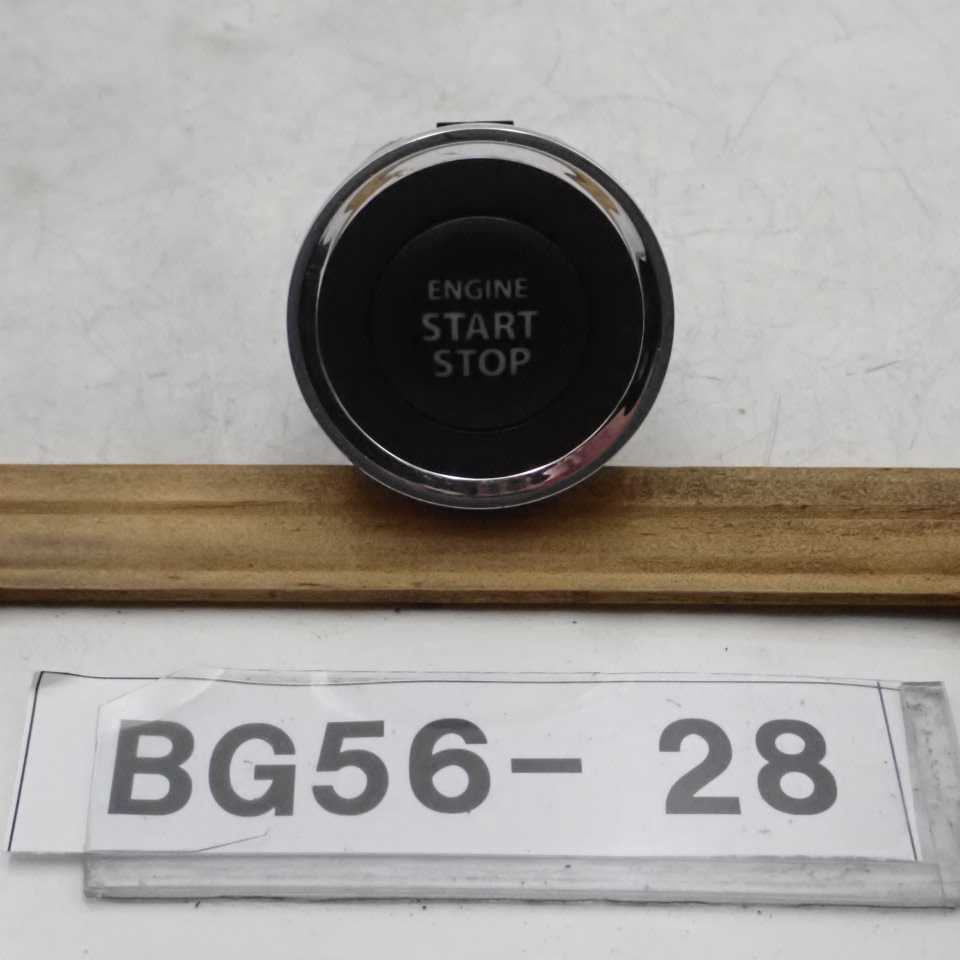 ENGINE
START
STOP
BG56- 28